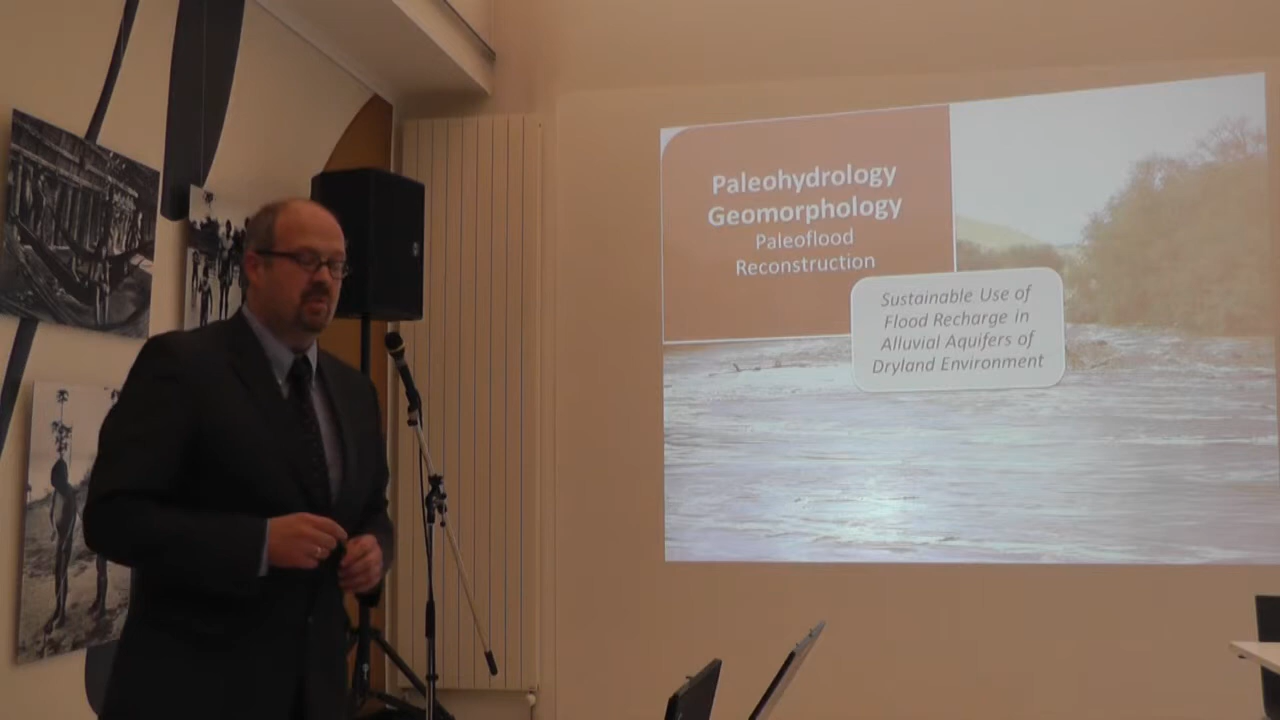 Paleohydrology
Geomorphology
Paleoflood
Reconstruction
Sustainable Use of
Flood Recharge in
Alluvial Aquifers of
Dryland Environment